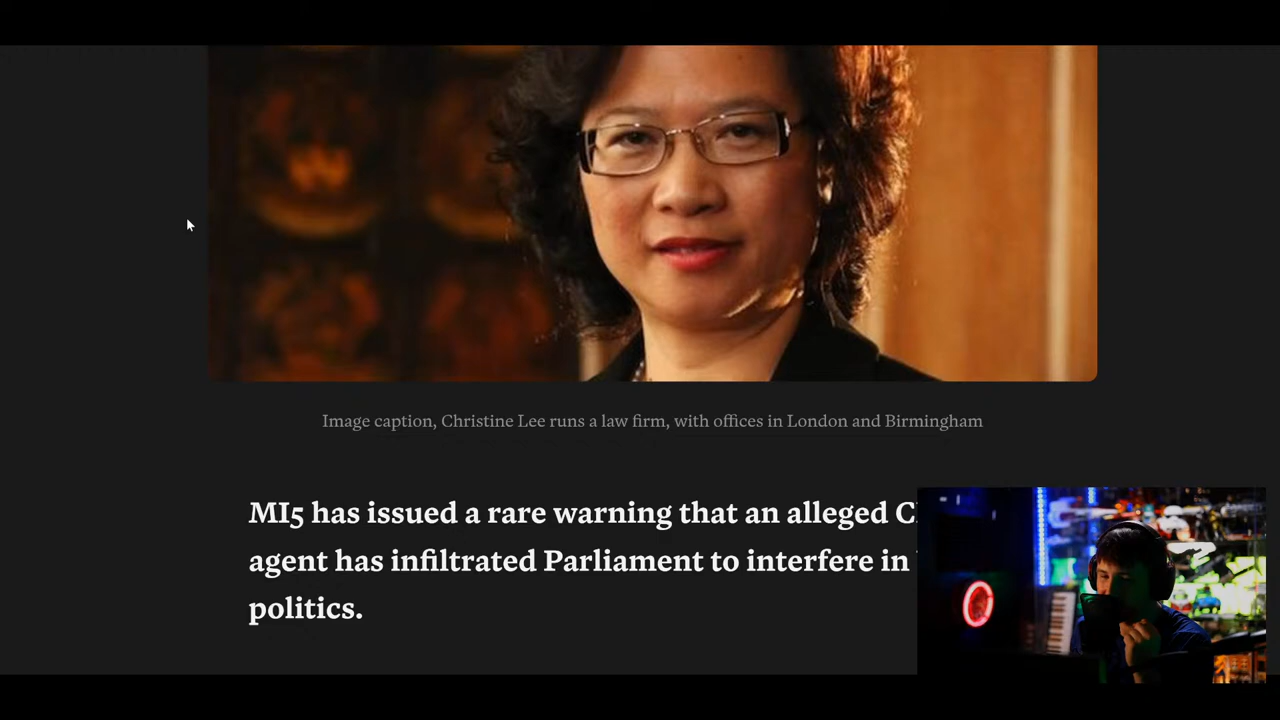 Image caption, Christine Lee runs a law firm, with offices in London and Birmingham
MI5 has issued a rare warning that an alleged
agent has infiltrated Parliament to interfere in
politics.